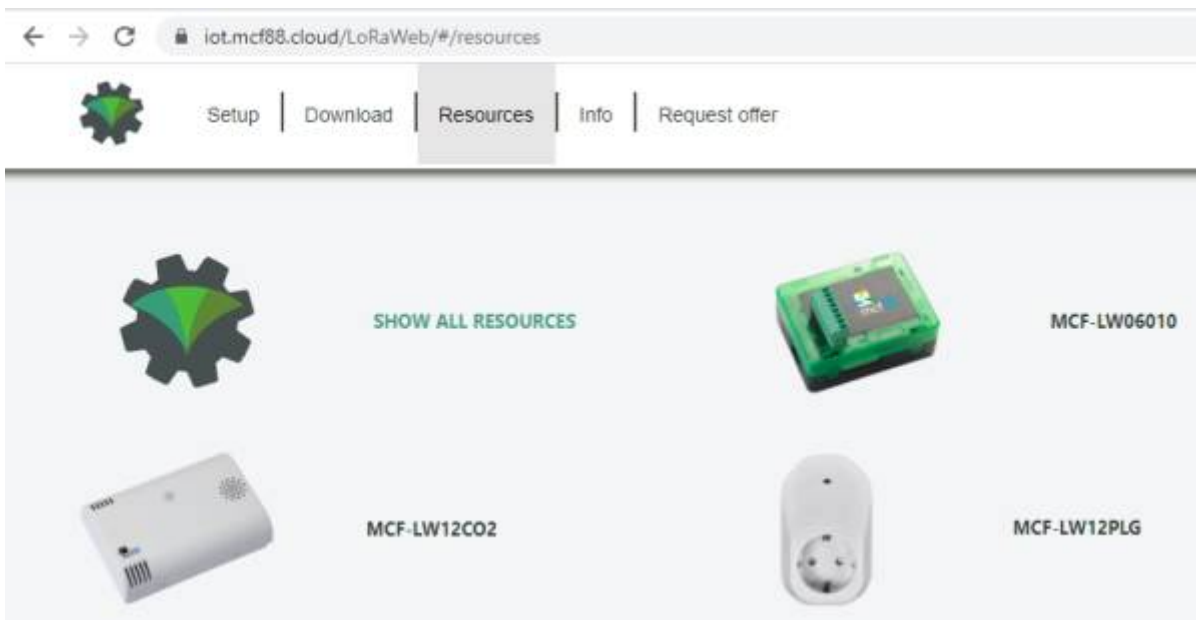 iot.mcf88.cloud/LoRaWeb/#/resources
Setup Download Resources Info Request offer
SHOW ALL RESOURCES
MCF-LW06010
MCF-LW12CO2
MCF-LW12PLG